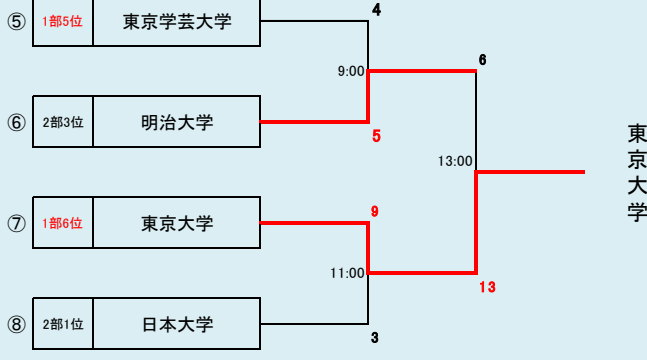 ⑤ 1部5位 東京学芸大学 4
9:00 6
⑥ 2部3位 明治大学 5
13:00 東京大学
⑦ 1部6位 東京大学 9
11:00 13
⑧ 2部1位 日本大学 3